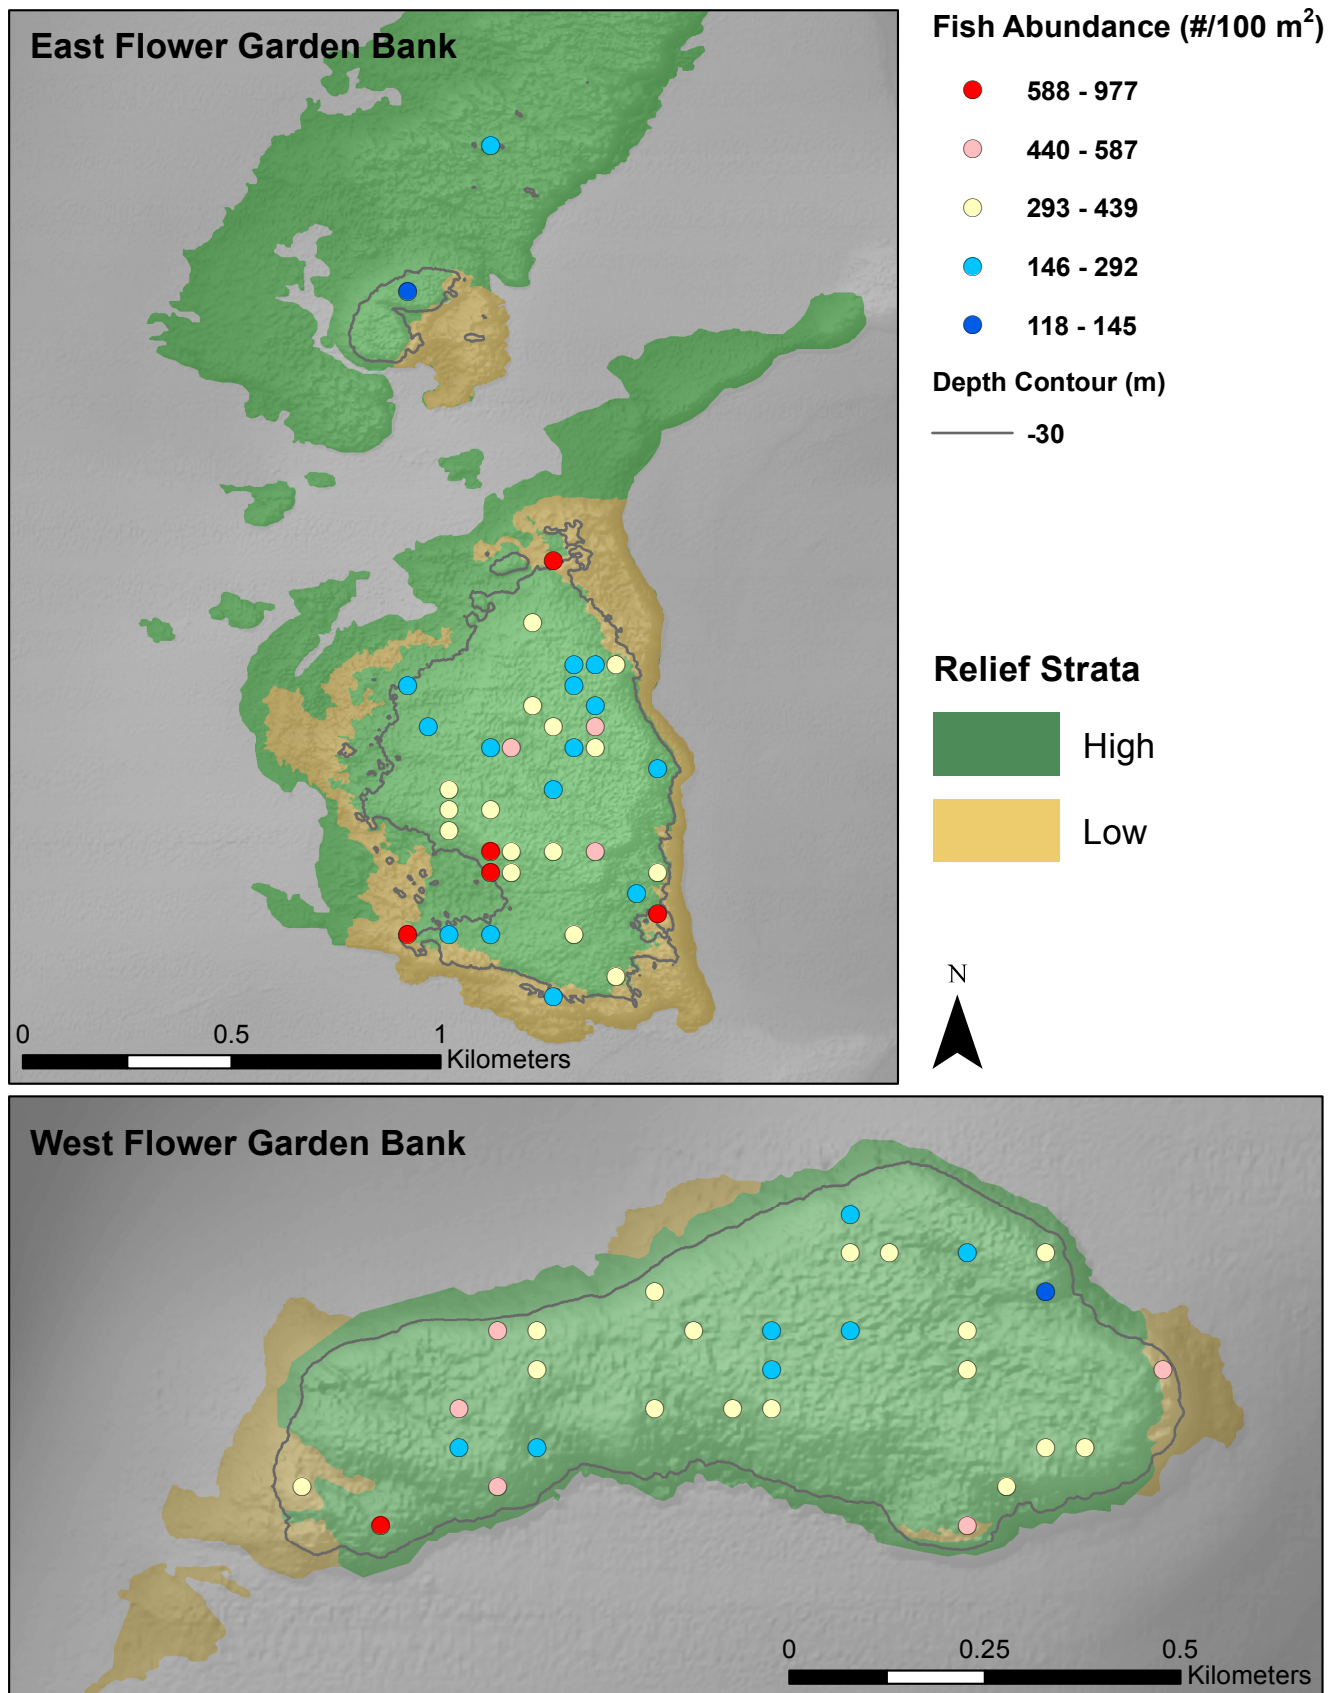 East Flower Garden Bank
0 0.5 1
Kilometers
Fish Abundance (#/100 m²)
588 - 977
440 - 587
293 - 439
146 - 292
118 - 145
Depth Contour (m)
-30
Relief Strata
High
Low
N
West Flower Garden Bank
0 0.25 0.5
Kilometers